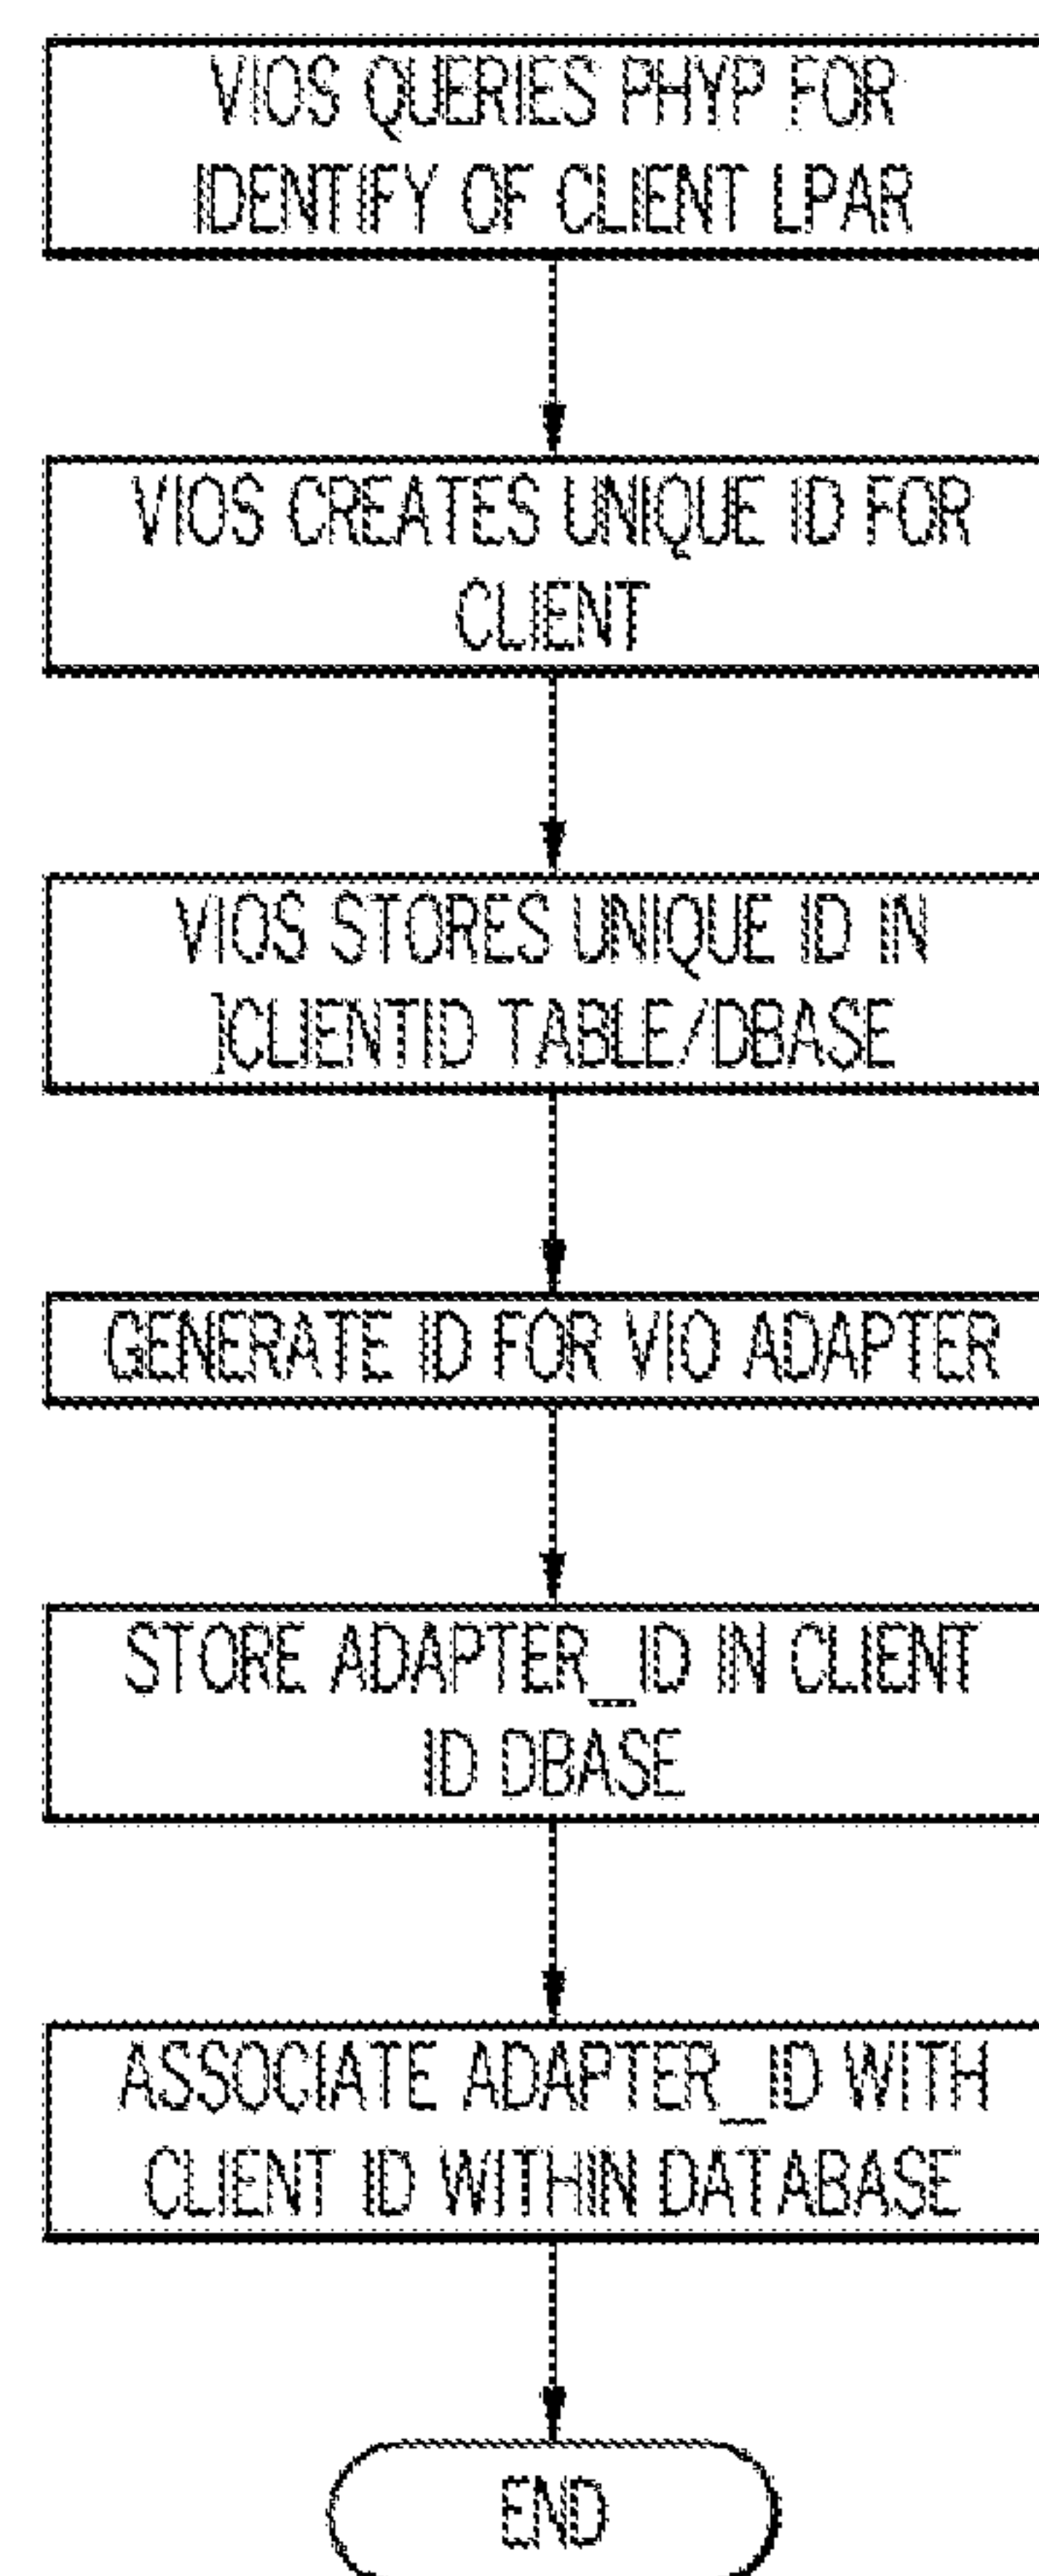 VIOS QUERIES PHYP FOR
IDENTIFY OF CLIENT LPAR
VIOS CREATES UNIQUE ID FOR
CLIENT
VIOS STORES UNIQUE ID IN
]CLIENTID TABLE/DBASE
GENERATE ID FOR VIO ADAPTER
STORE ADAPTER_ID IN CLIENT
ID DBASE
ASSOCIATE ADAPTER_ID WITH
CLIENT ID WITHIN DATABASE
END